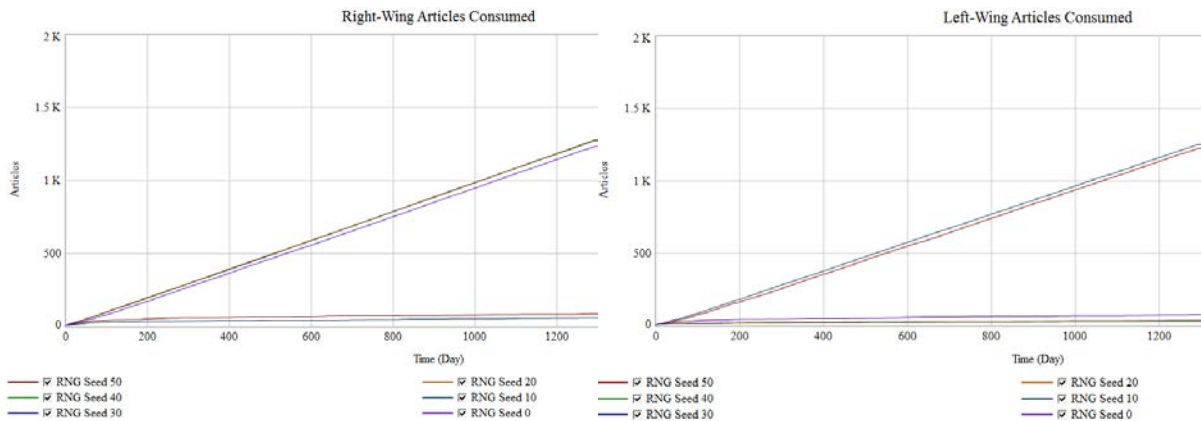 Right-Wing Articles Consumed
2 K
1.5 K
1 K
500
0
Articles
0 200 400 600 800 1000 1200
Time (Day)
RNG Seed 50
RNG Seed 40
RNG Seed 30
RNG Seed 20
RNG Seed 10
RNG Seed 0
Left-Wing Articles Consumed
2 K
1.5 K
1 K
500
0
Articles
0 200 400 600 800 1000 1200
Time (Day)
RNG Seed 50
RNG Seed 40
RNG Seed 30
RNG Seed 20
RNG Seed 10
RNG Seed 0